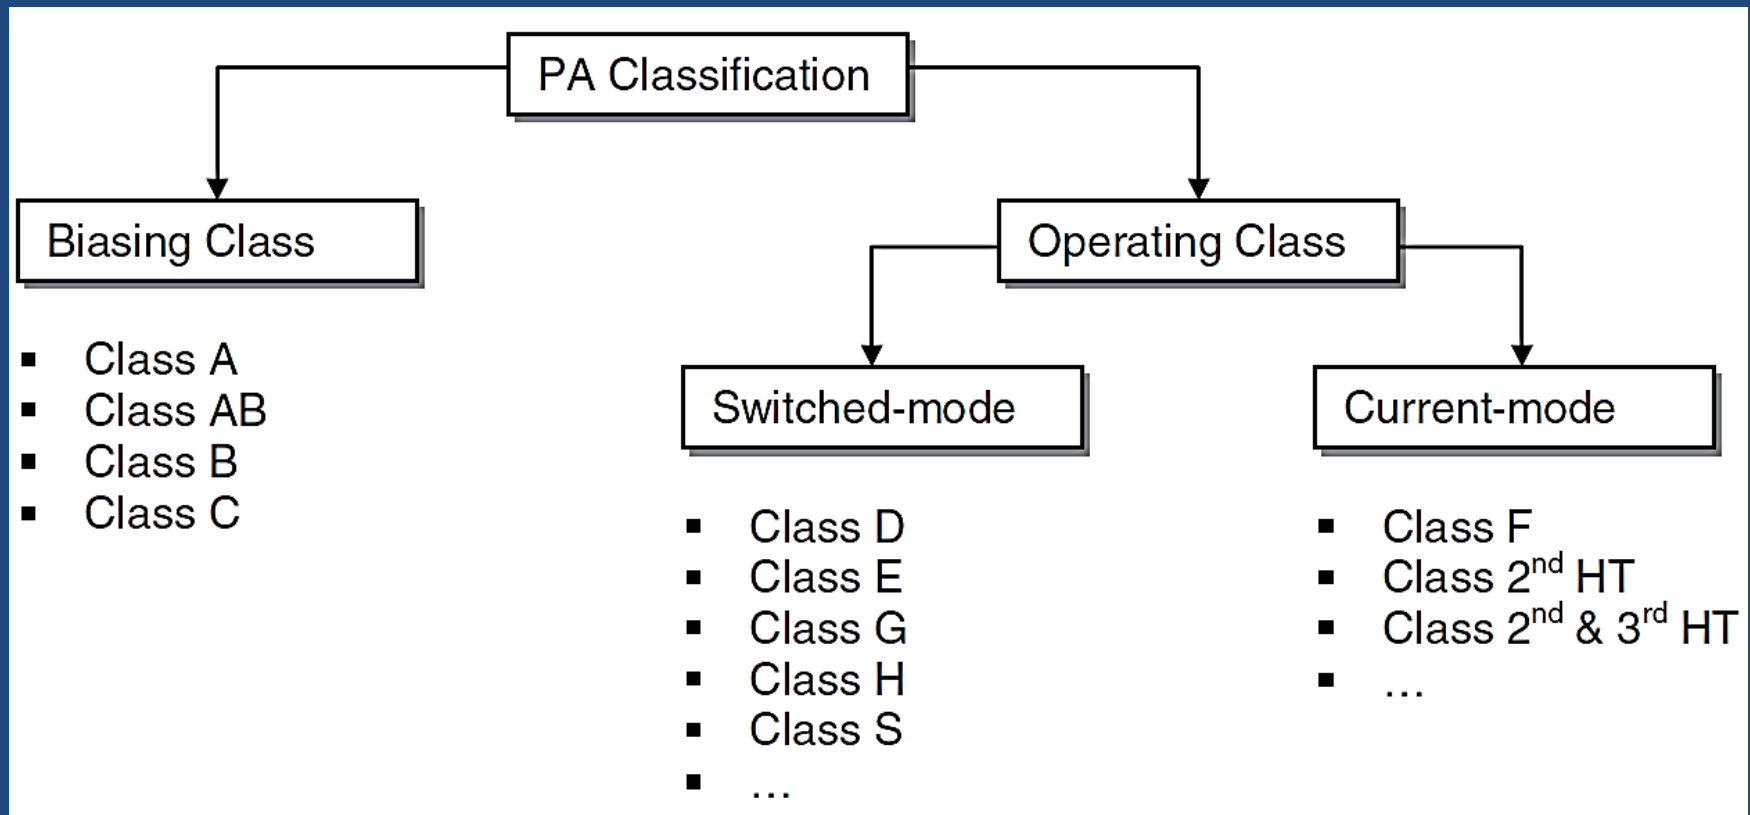 PA Classification
Biasing Class
▪ Class A
▪ Class AB
▪ Class B
▪ Class C
Operating Class
Switched-mode
▪ Class D
▪ Class E
▪ Class G
▪ Class H
▪ Class S
▪ …
Current-mode
▪ Class F
▪ Class 2nd HT
▪ Class 2nd & 3rd HT
▪ …